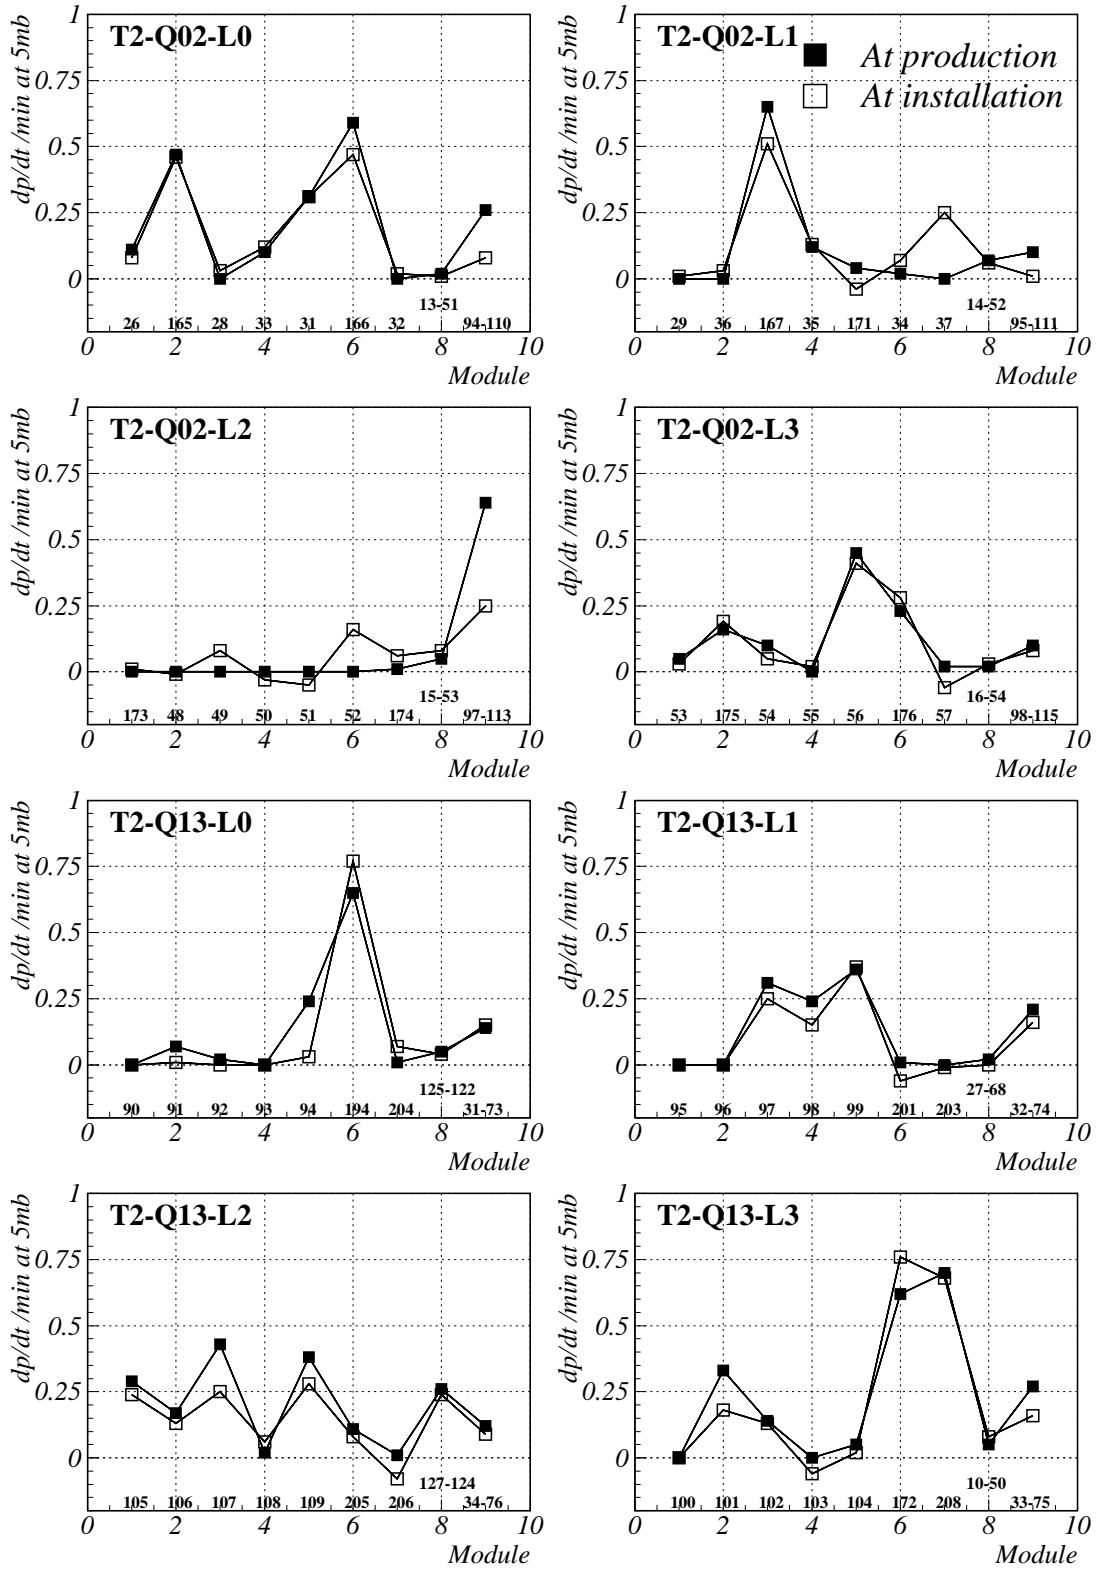 T2-Q02-L0
dp/dt /min at 5mb
1
0.75
0.5
0.25
0
13-51
26 165 28 33 31 166 32 94-110
0 2 4 6 8 10
Module
T2-Q02-L1
At production
At installation
dp/dt /min at 5mb
1
0.75
0.5
0.25
0
14-52
29 36 167 35 171 34 37 95-111
0 2 4 6 8 10
Module
T2-Q02-L2
dp/dt /min at 5mb
1
0.75
0.5
0.25
0
15-53
173 48 49 50 51 52 174 97-113
0 2 4 6 8 10
Module
T2-Q02-L3
dp/dt /min at 5mb
1
0.75
0.5
0.25
0
16-54
53 175 54 55 56 176 57 98-115
0 2 4 6 8 10
Module
T2-Q13-L0
dp/dt /min at 5mb
1
0.75
0.5
0.25
0
125-122
90 91 92 93 94 194 204 31-73
0 2 4 6 8 10
Module
T2-Q13-L1
dp/dt /min at 5mb
1
0.75
0.5
0.25
0
27-68
95 96 97 98 99 201 203 32-74
0 2 4 6 8 10
Module
T2-Q13-L2
dp/dt /min at 5mb
1
0.75
0.5
0.25
0
127-124
105 106 107 108 109 205 206 34-76
0 2 4 6 8 10
Module
T2-Q13-L3
dp/dt /min at 5mb
1
0.75
0.5
0.25
0
10-50
100 101 102 103 104 172 208 33-75
0 2 4 6 8 10
Module